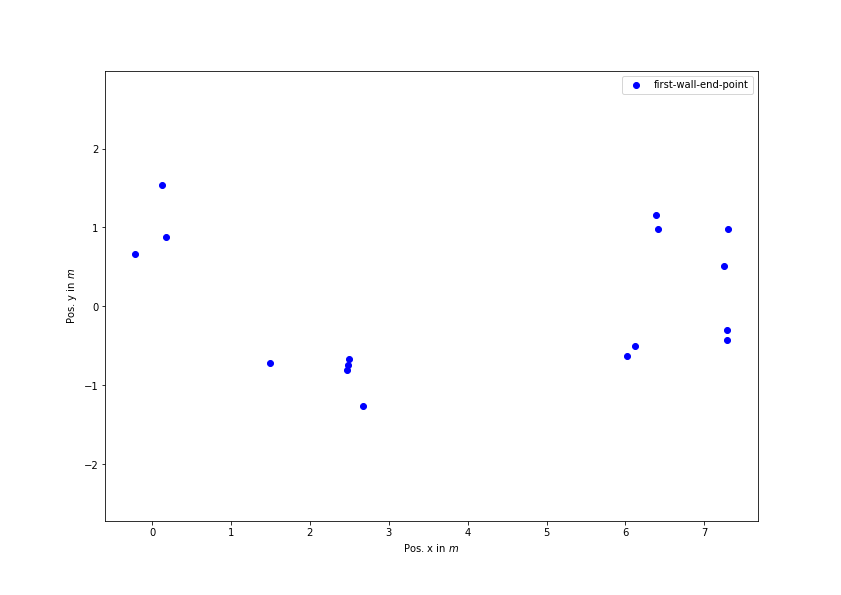 first-wall-end-point
2
1
0
−1
−2
Pos. y in m
0 1 2 3 4 5 6 7
Pos. x in m